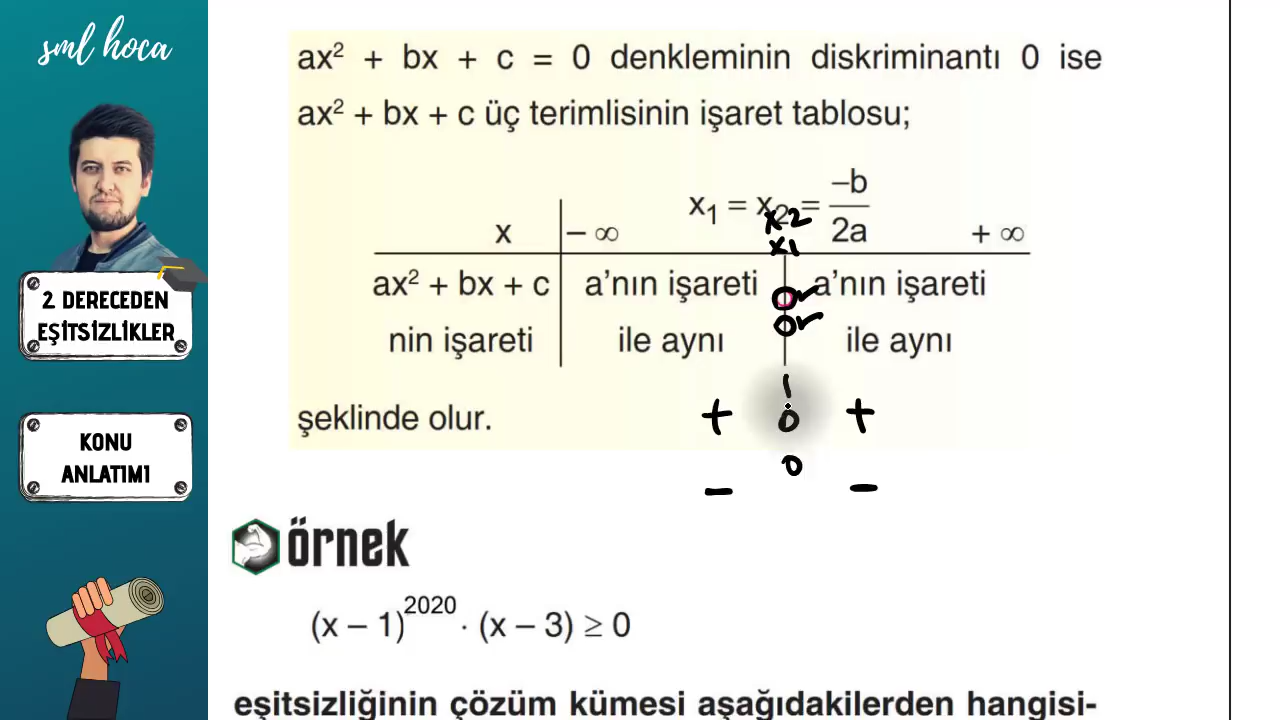 sml hoca
2. DERECEDEN
EŞİTSİZLİKLER
KONU
ANLATIMI
ax² + bx + c = 0 denkleminin diskriminantı 0 ise
ax² + bx + c üç terimlisinin işaret tablosu;
x₁ = x₂ = –b/2a
x2
x – ∞ + ∞
x1
ax² + bx + c a’nın işareti a’nın işareti
nin işareti ile aynı ile aynı
şeklinde olur. + 0 +
0
– –
örnek
(x – 1)²⁰²⁰ · (x – 3) ≥ 0
eşitsizliğinin çözüm kümesi aşağıdakilerden hangisi-